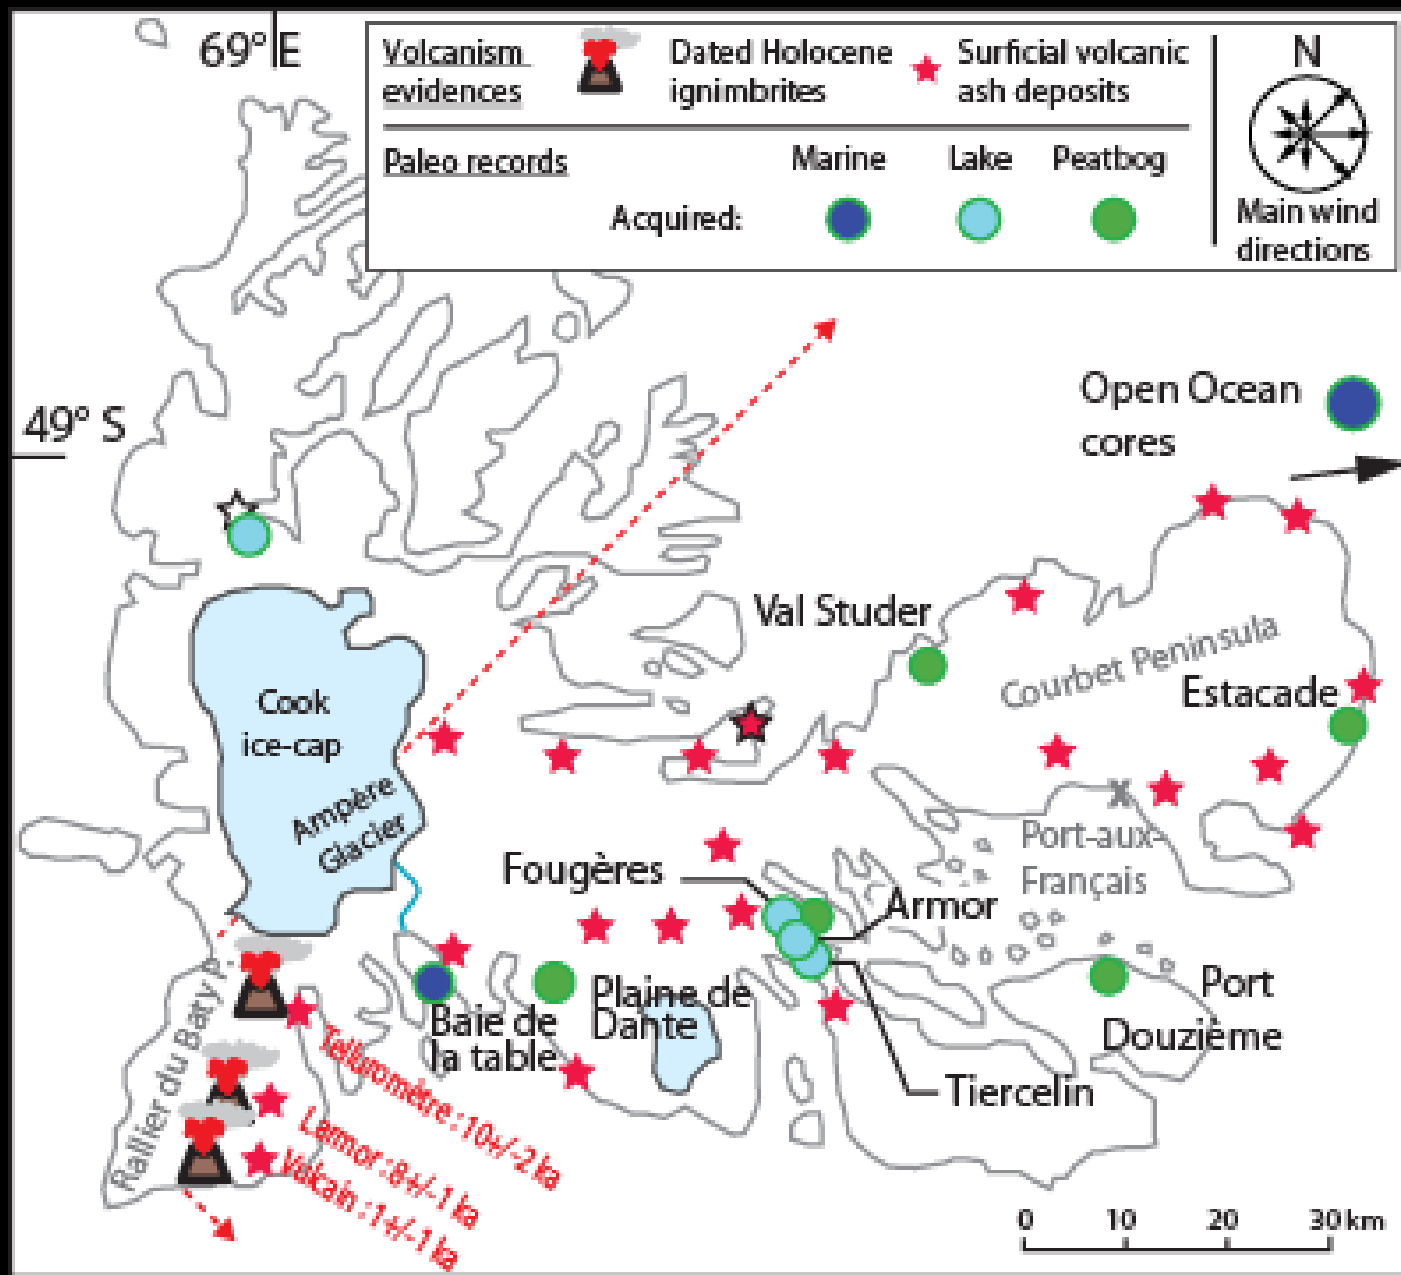 69° E
Volcanism
evidences
Dated Holocene
ignimbrites
Surficial volcanic
ash deposits
N
Main wind
directions
Paleo records
Marine
Lake
Peatbog
Acquired:
49° S
Open Ocean
cores
Val Studer
Courbet Peninsula
Estacade
Cook
ice-cap
Ampère
Glacier
Port-aux-
Français
x
Fougères
Armor
Plaine de
Dante
Baie de
la table
Port
Douzième
Tiercelin
Rallier du Baty P.
Telluromètre : 10+/-2 ka
Larmor : 8+/-1 ka
Volcain : 1+/-1 ka
0 10 20 30 km